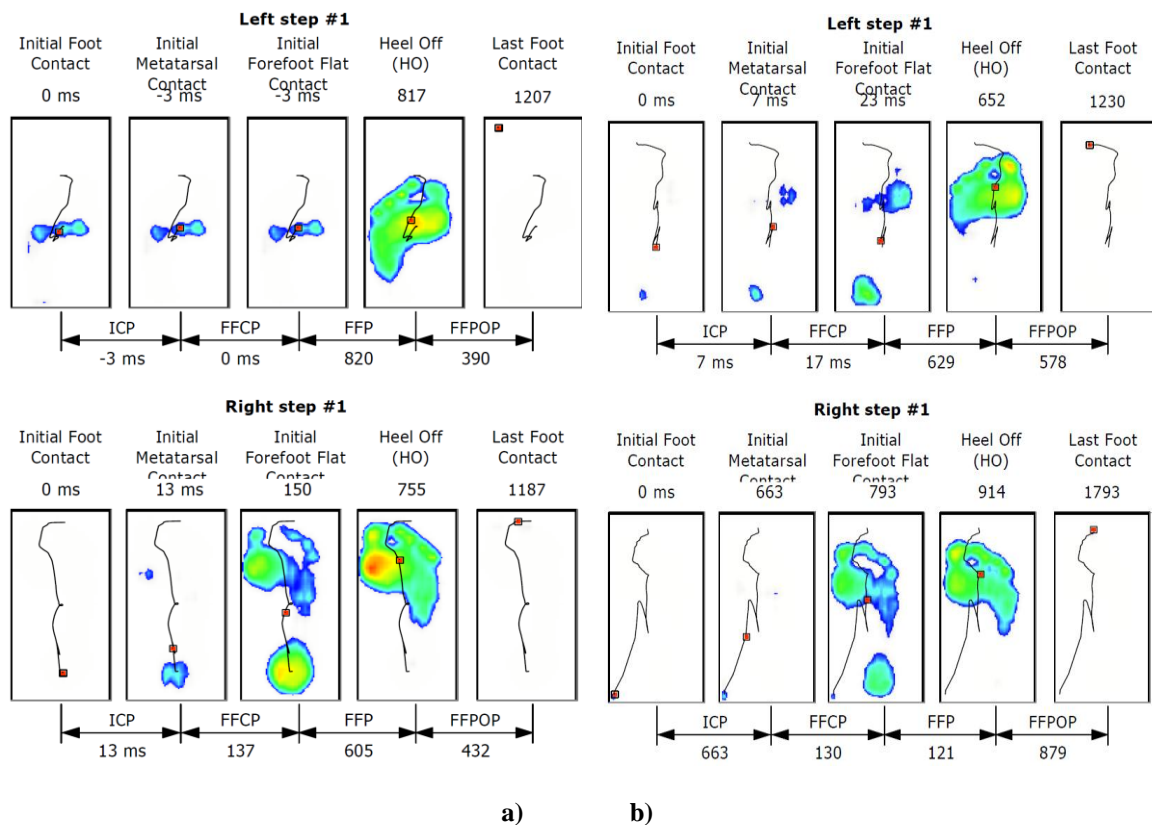 Left step #1
Initial Foot Contact
Initial Metatarsal Contact
Initial Forefoot Flat Contact
Heel Off (HO)
Last Foot Contact
0 ms -3 ms -3 ms 817 1207
ICP FFCP FFP FFPOP
-3 ms 0 ms 820 390
Right step #1
Initial Foot Contact
Initial Metatarsal Contact
Initial Forefoot Flat Contact
Heel Off (HO)
Last Foot Contact
0 ms 13 ms 150 755 1187
ICP FFCP FFP FFPOP
13 ms 137 605 432
a)
Left step #1
Initial Foot Contact
Initial Metatarsal Contact
Initial Forefoot Flat Contact
Heel Off (HO)
Last Foot Contact
0 ms 7 ms 23 ms 652 1230
ICP FFCP FFP FFPOP
7 ms 17 ms 629 578
Right step #1
Initial Foot Contact
Initial Metatarsal Contact
Initial Forefoot Flat Contact
Heel Off (HO)
Last Foot Contact
0 ms 663 793 914 1793
ICP FFCP FFP FFPOP
663 130 121 879
b)